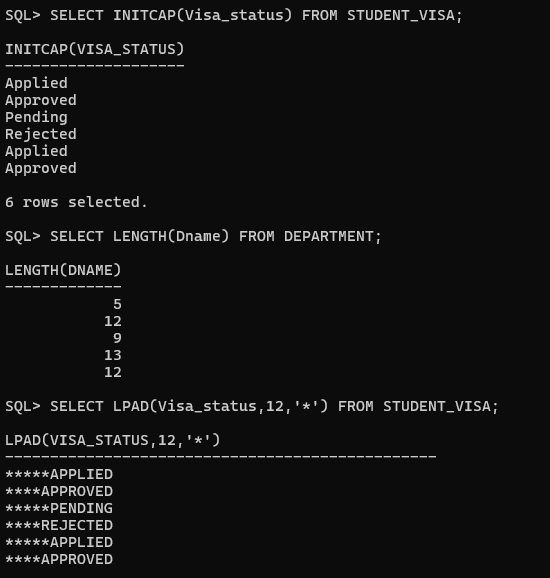 SQL> SELECT INITCAP(Visa_status) FROM STUDENT_VISA;
INITCAP(VISA_STATUS)
--------------------
Applied
Approved
Pending
Rejected
Applied
Approved
6 rows selected.
SQL> SELECT LENGTH(Dname) FROM DEPARTMENT;
LENGTH(DNAME)
-------------
5
12
9
13
12
SQL> SELECT LPAD(Visa_status,12,'*') FROM STUDENT_VISA;
LPAD(VISA_STATUS,12,'*')
------------------------------------------------
*****APPLIED
****APPROVED
*****PENDING
****REJECTED
*****APPLIED
****APPROVED